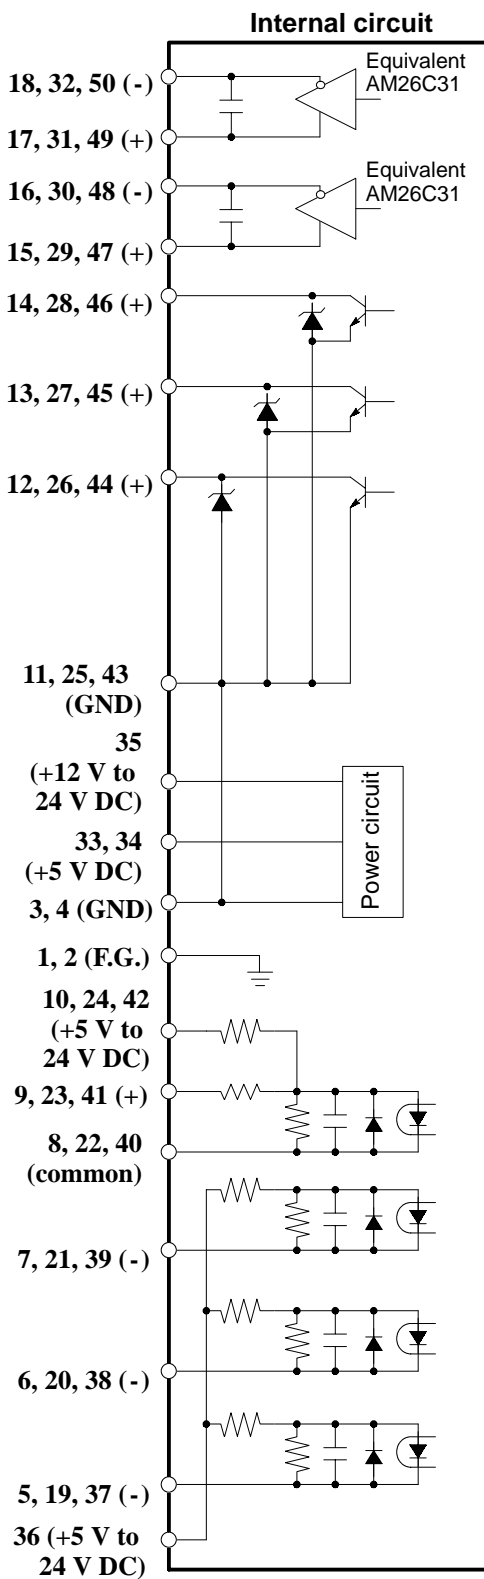 Internal circuit
18, 32, 50 (-)
Equivalent
AM26C31
17, 31, 49 (+)
16, 30, 48 (-)
Equivalent
AM26C31
15, 29, 47 (+)
14, 28, 46 (+)
13, 27, 45 (+)
12, 26, 44 (+)
11, 25, 43
(GND)
35
(+12 V to
24 V DC)
33, 34
(+5 V DC)
3, 4 (GND)
Power circuit
1, 2 (F.G.)
10, 24, 42
(+5 V to
24 V DC)
9, 23, 41 (+)
8, 22, 40
(common)
7, 21, 39 (-)
6, 20, 38 (-)
5, 19, 37 (-)
36 (+5 V to
24 V DC)